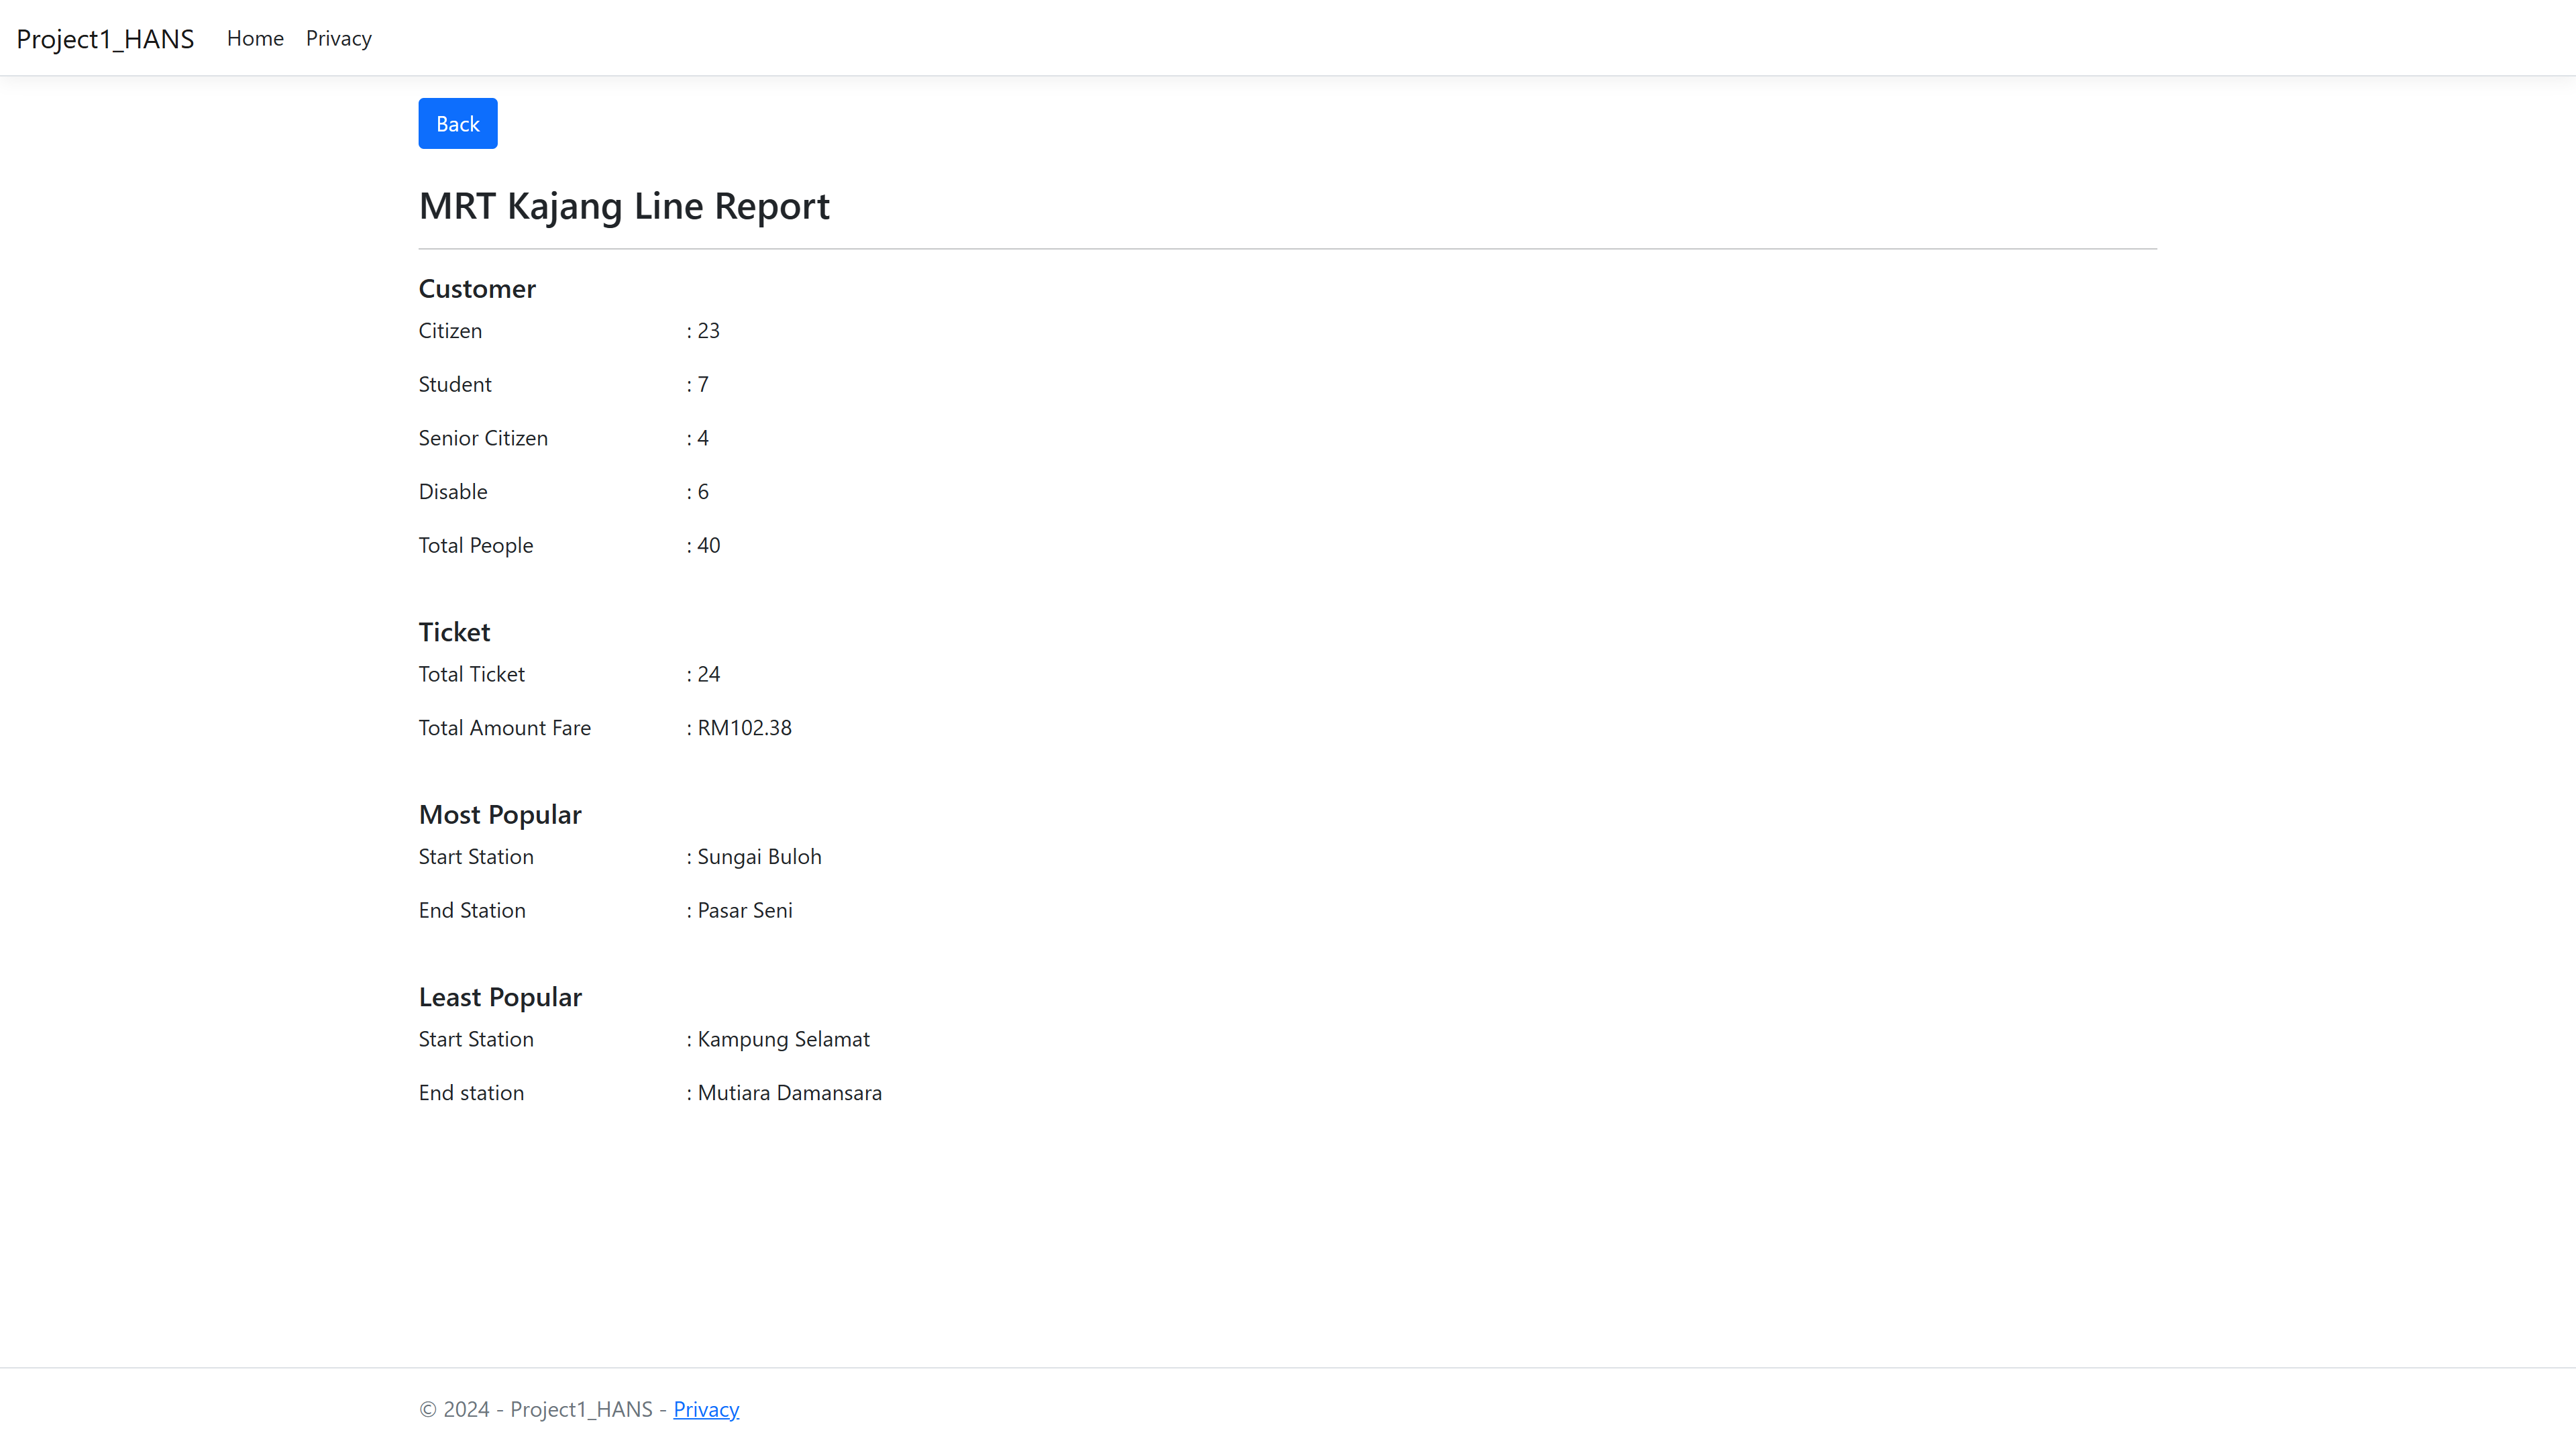 Project1_HANS Home Privacy
Back
MRT Kajang Line Report
Customer
Citizen : 23
Student : 7
Senior Citizen : 4
Disable : 6
Total People : 40
Ticket
Total Ticket : 24
Total Amount Fare : RM102.38
Most Popular
Start Station : Sungai Buloh
End Station : Pasar Seni
Least Popular
Start Station : Kampung Selamat
End station : Mutiara Damansara
© 2024 - Project1_HANS - Privacy